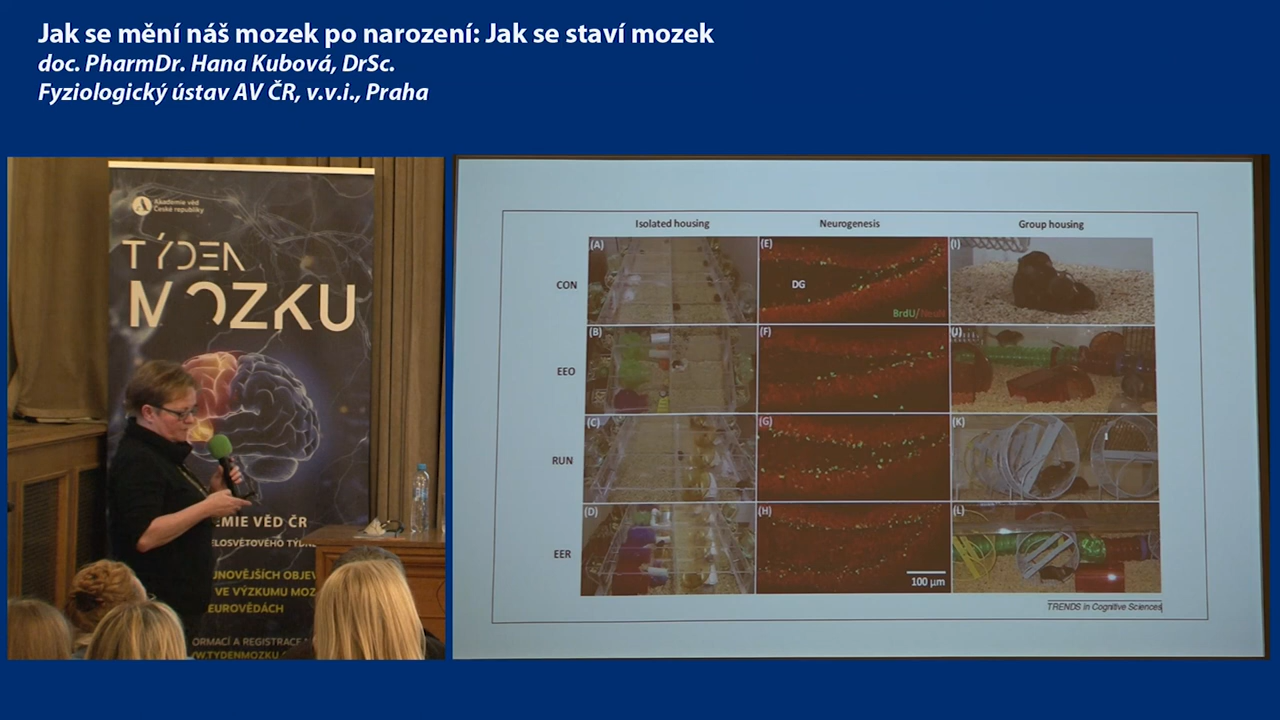 Jak se mění náš mozek po narození: Jak se staví mozek
doc. PharmDr. Hana Kubová, DrSc.
Fyziologický ústav AV ČR, v.v.i., Praha
Akademie věd
České republiky
TÝDEN
MOZKU
EMIE VĚD ČR
ELOSVĚTOVÉHO TÝDN
JNOVĚJŠÍCH OBJEV
VE VÝZKUMU MOZ
EUROVĚDÁCH
ORMACÍ A REGISTRACE
W.TYDENMOZKU.
Isolated housing
Neurogenesis
Group housing
CON
(A)
(E)
DG
BrdU/NeuN
(I)
EEO
(B)
(F)
(J)
RUN
(C)
(G)
(K)
EER
(D)
(H)
100 µm
(L)
TRENDS in Cognitive Sciences